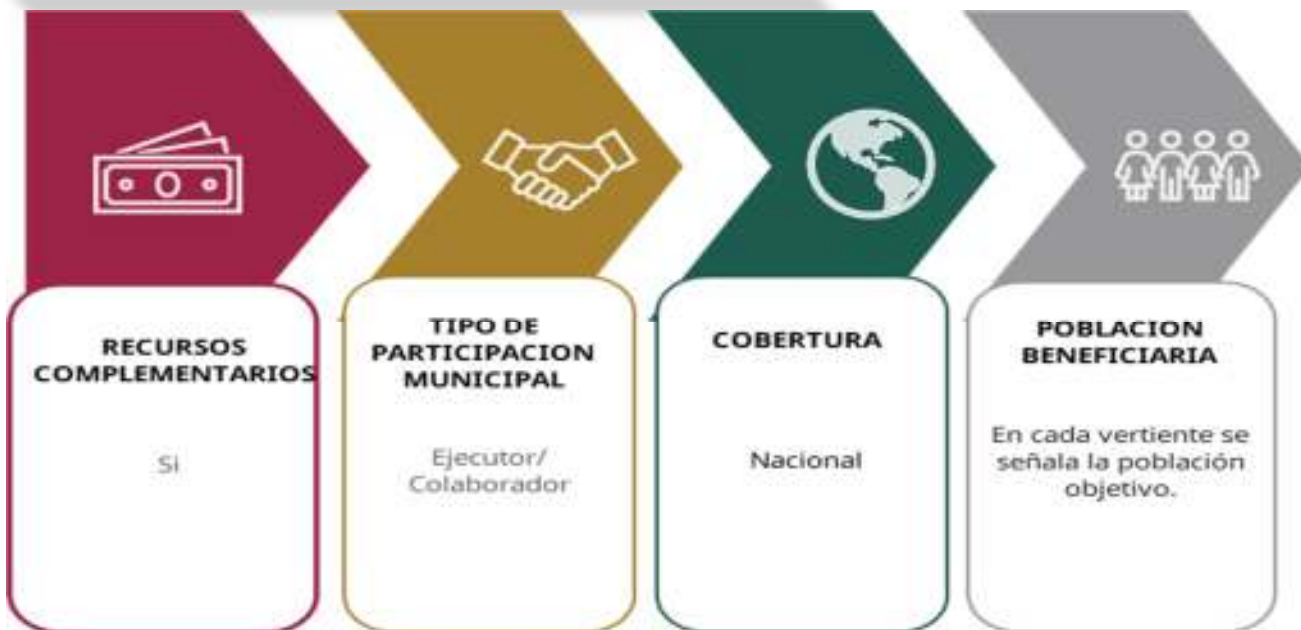 RECURSOS
COMPLEMENTARIOS
Si
TIPO DE
PARTICIPACION
MUNICIPAL
Ejecutor/
Colaborador
COBERTURA
Nacional
POBLACION
BENEFICIARIA
En cada vertiente se
señala la población
objetivo.